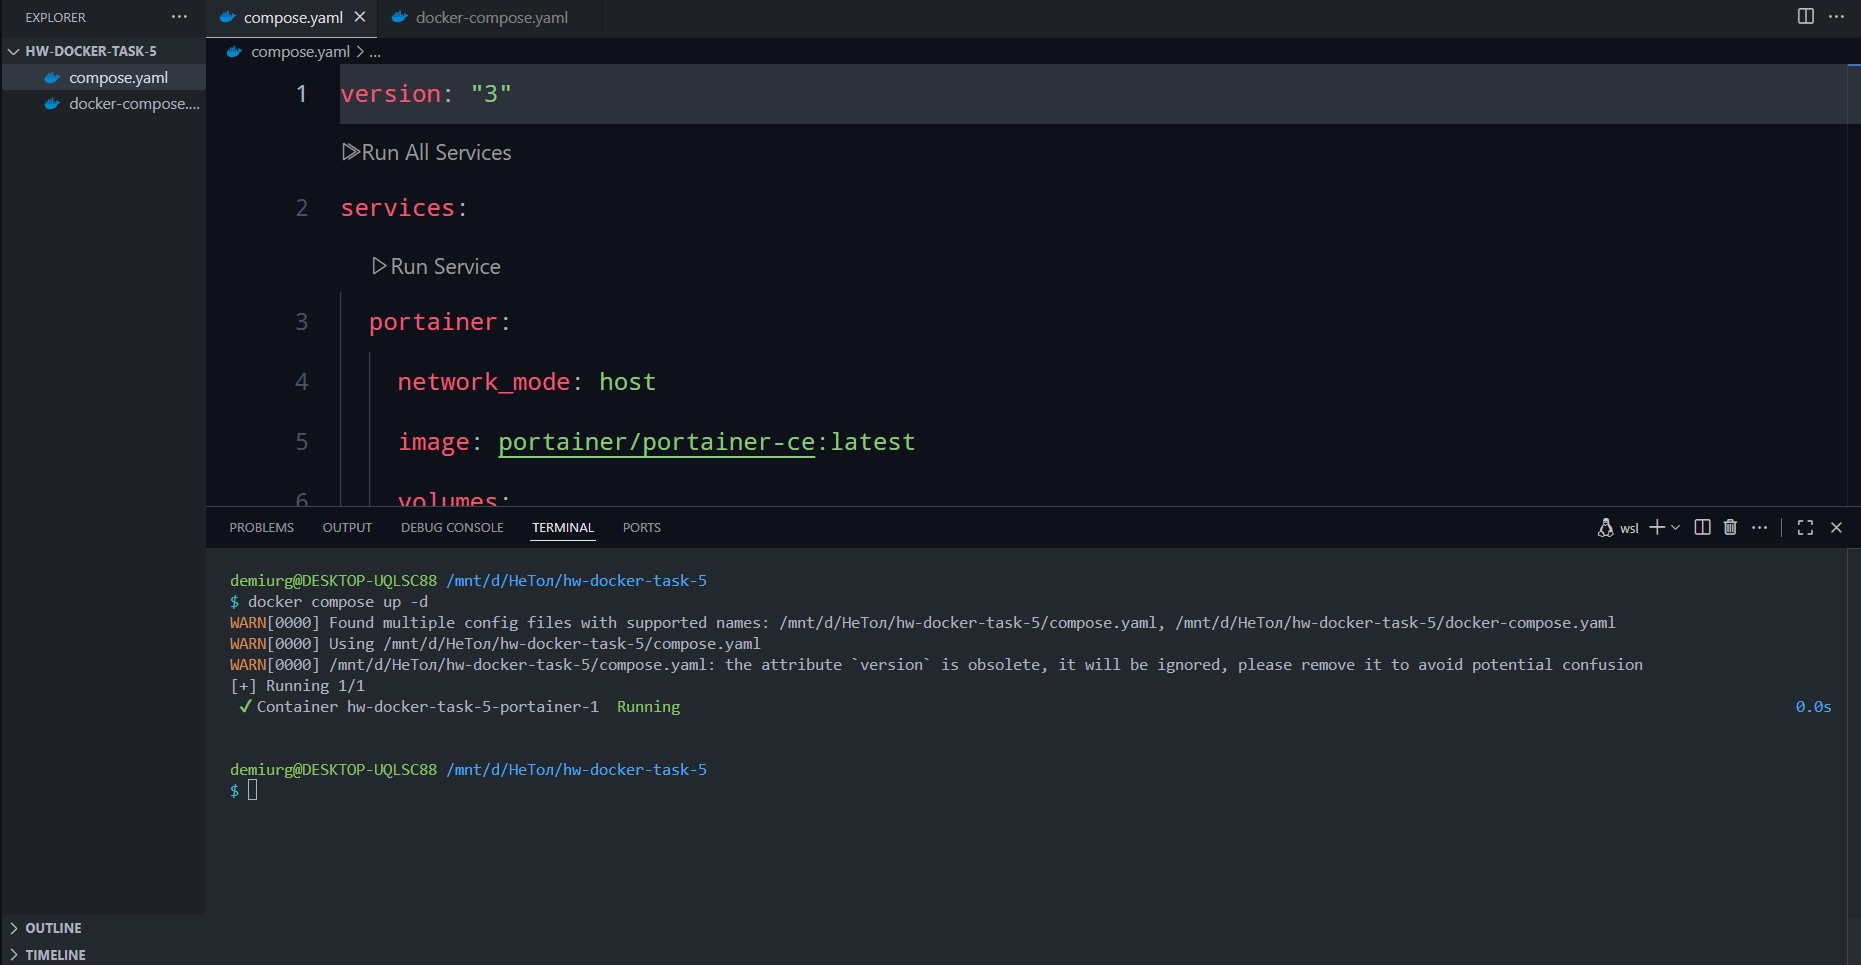 EXPLORER
HW-DOCKER-TASK-5
compose.yaml
docker-compose....
OUTLINE
TIMELINE
compose.yaml
docker-compose.yaml
compose.yaml > ...
1 version: "3"
Run All Services
2 services:
Run Service
3 portainer:
4 network_mode: host
5 image: portainer/portainer-ce:latest
6 volumes:
PROBLEMS OUTPUT DEBUG CONSOLE TERMINAL PORTS
wsl
demiurg@DESKTOP-UQLSC88 /mnt/d/НеТол/hw-docker-task-5
$ docker compose up -d
WARN[0000] Found multiple config files with supported names: /mnt/d/НеТол/hw-docker-task-5/compose.yaml, /mnt/d/НеТол/hw-docker-task-5/docker-compose.yaml
WARN[0000] Using /mnt/d/НеТол/hw-docker-task-5/compose.yaml
WARN[0000] /mnt/d/НеТол/hw-docker-task-5/compose.yaml: the attribute `version` is obsolete, it will be ignored, please remove it to avoid potential confusion
[+] Running 1/1
✔ Container hw-docker-task-5-portainer-1 Running 0.0s
demiurg@DESKTOP-UQLSC88 /mnt/d/НеТол/hw-docker-task-5
$